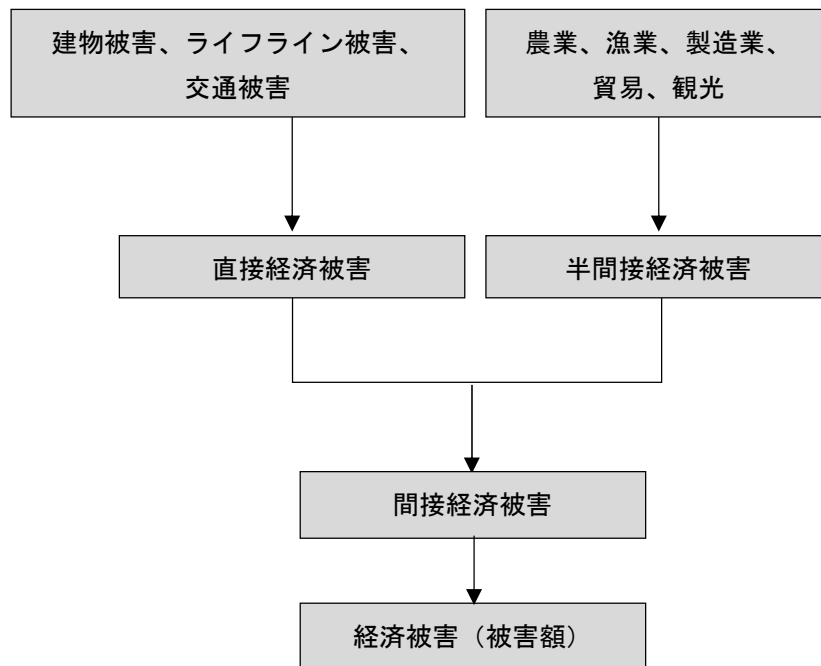 建物被害、ライフライン被害、
交通被害
農業、漁業、製造業、
貿易、観光
直接経済被害
半間接経済被害
間接経済被害
経済被害（被害額）